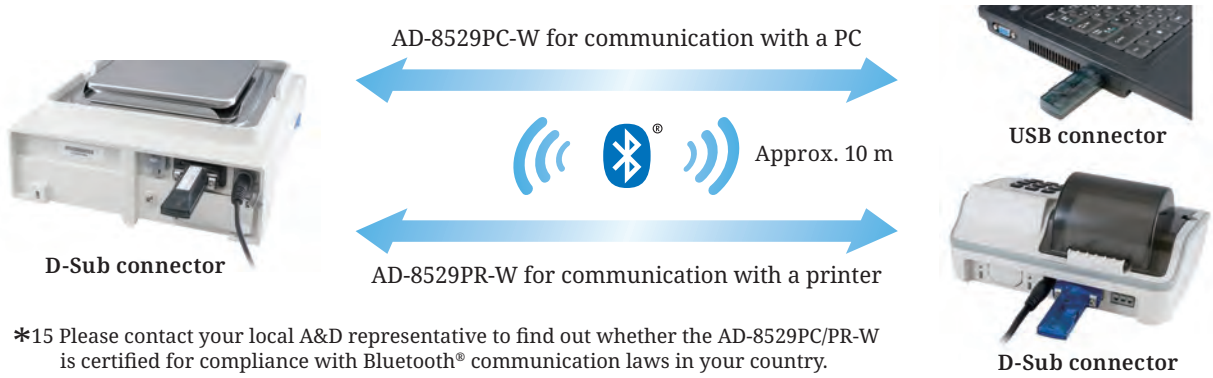 AD-8529PC-W for communication with a PC
USB connector
®
Approx. 10 m
D-Sub connector
AD-8529PR-W for communication with a printer
*15 Please contact your local A&D representative to find out whether the AD-8529PC/PR-W
is certified for compliance with Bluetooth® communication laws in your country.
D-Sub connector